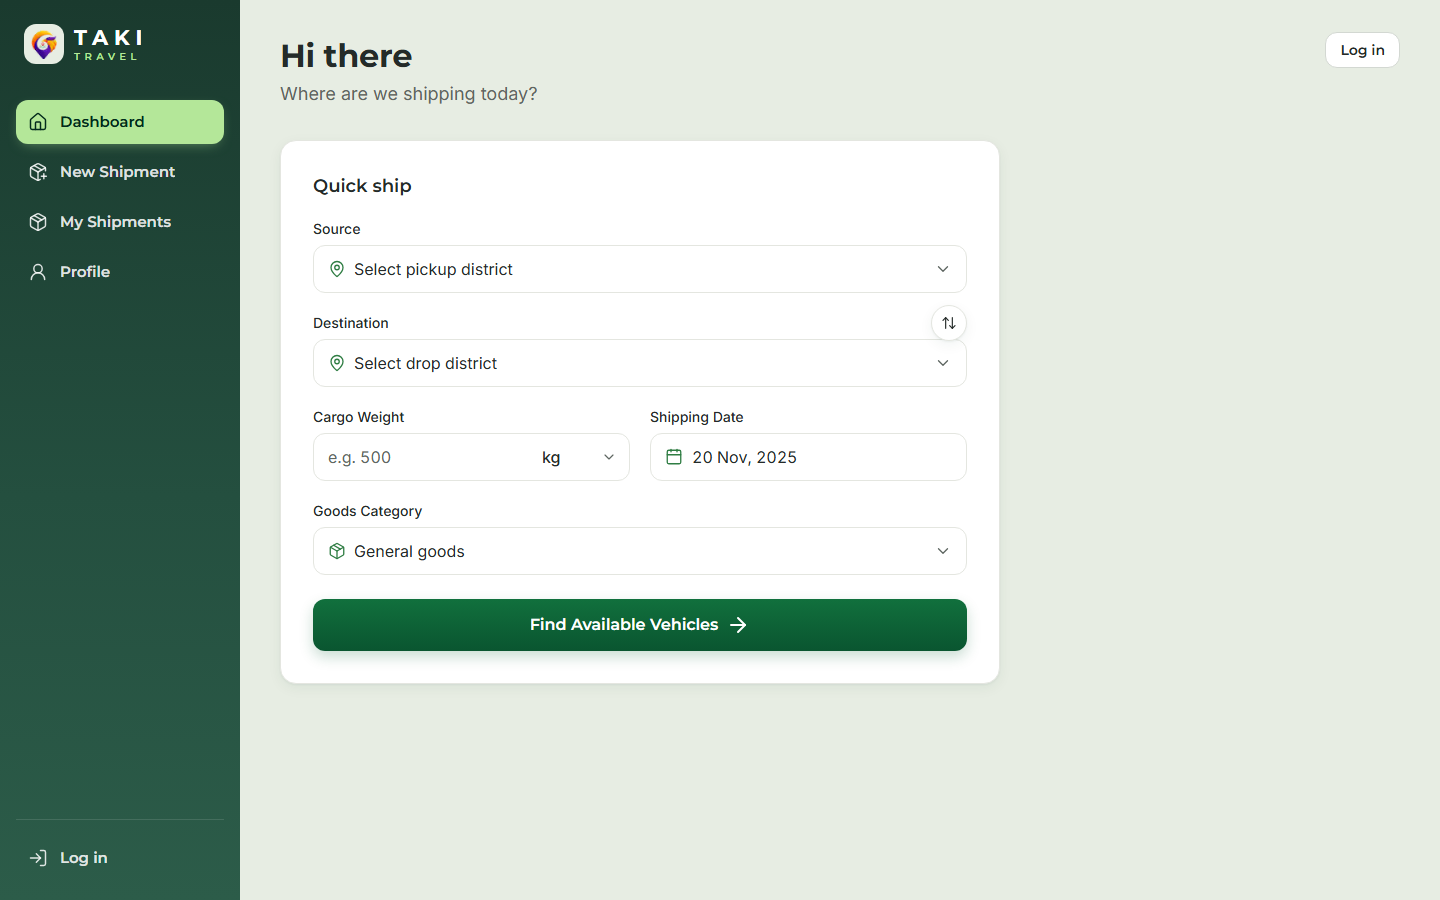 TAKI
TRAVEL
Dashboard
New Shipment
My Shipments
Profile
Log in
Hi there
Where are we shipping today?
Log in
Quick ship
Source
Select pickup district
Destination
Select drop district
Cargo Weight
Shipping Date
e.g. 500 kg
20 Nov, 2025
Goods Category
General goods
Find Available Vehicles